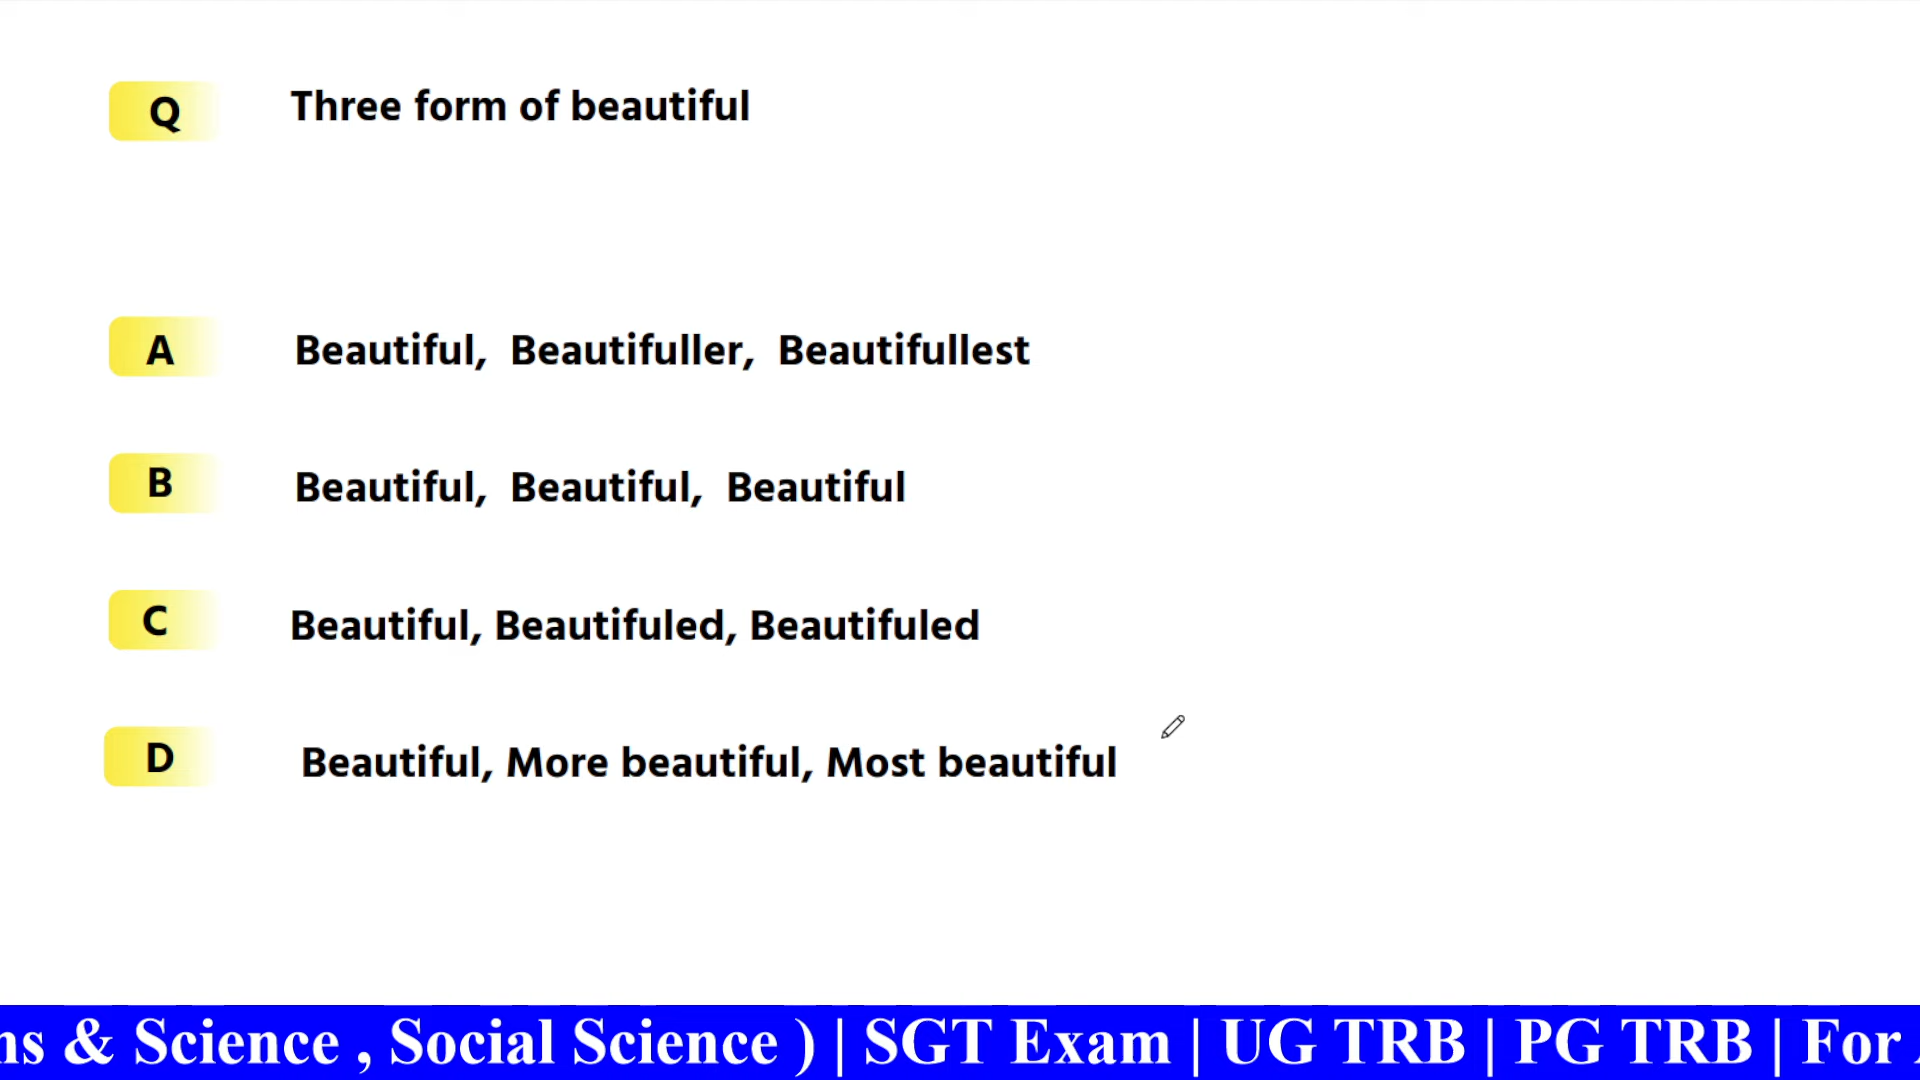 Q Three form of beautiful
A Beautiful, Beautifuller, Beautifullest
B Beautiful, Beautiful, Beautiful
C Beautiful, Beautifuled, Beautifuled
D Beautiful, More beautiful, Most beautiful
& Science , Social Science ) | SGT Exam | UG TRB | PG TRB | For